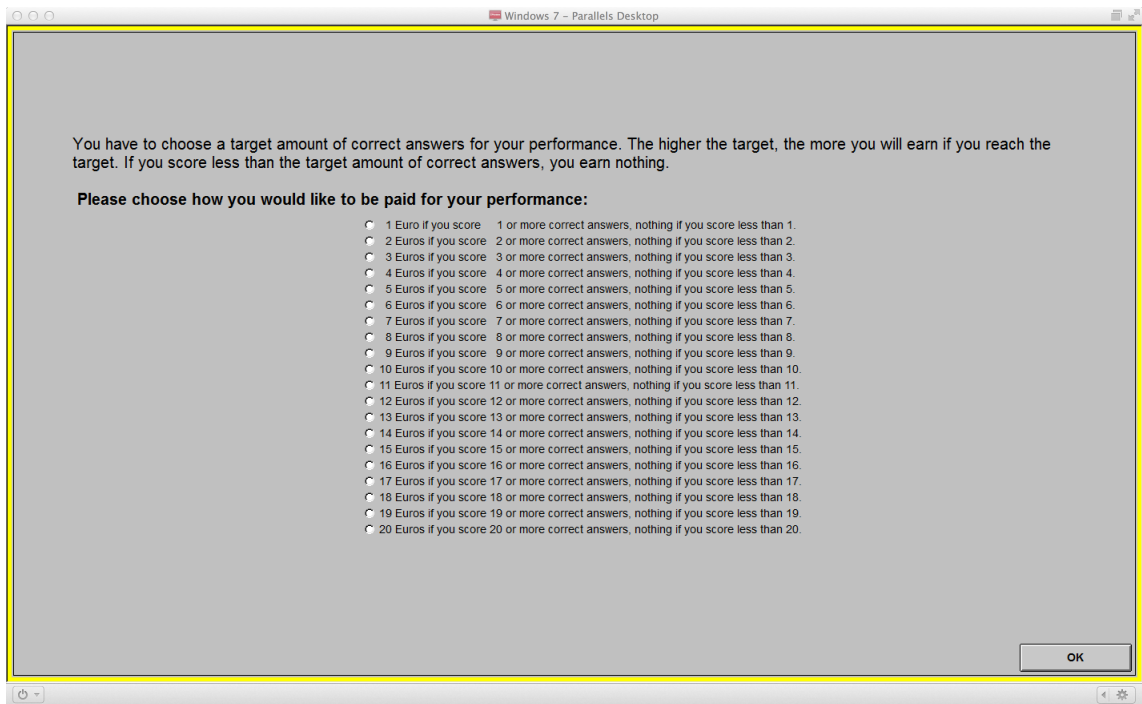 Windows 7 – Parallels Desktop
You have to choose a target amount of correct answers for your performance. The higher the target, the more you will earn if you reach the
target. If you score less than the target amount of correct answers, you earn nothing.
Please choose how you would like to be paid for your performance:
1 Euro if you score 1 or more correct answers, nothing if you score less than 1.
2 Euros if you score 2 or more correct answers, nothing if you score less than 2.
3 Euros if you score 3 or more correct answers, nothing if you score less than 3.
4 Euros if you score 4 or more correct answers, nothing if you score less than 4.
5 Euros if you score 5 or more correct answers, nothing if you score less than 5.
6 Euros if you score 6 or more correct answers, nothing if you score less than 6.
7 Euros if you score 7 or more correct answers, nothing if you score less than 7.
8 Euros if you score 8 or more correct answers, nothing if you score less than 8.
9 Euros if you score 9 or more correct answers, nothing if you score less than 9.
10 Euros if you score 10 or more correct answers, nothing if you score less than 10.
11 Euros if you score 11 or more correct answers, nothing if you score less than 11.
12 Euros if you score 12 or more correct answers, nothing if you score less than 12.
13 Euros if you score 13 or more correct answers, nothing if you score less than 13.
14 Euros if you score 14 or more correct answers, nothing if you score less than 14.
15 Euros if you score 15 or more correct answers, nothing if you score less than 15.
16 Euros if you score 16 or more correct answers, nothing if you score less than 16.
17 Euros if you score 17 or more correct answers, nothing if you score less than 17.
18 Euros if you score 18 or more correct answers, nothing if you score less than 18.
19 Euros if you score 19 or more correct answers, nothing if you score less than 19.
20 Euros if you score 20 or more correct answers, nothing if you score less than 20.
OK